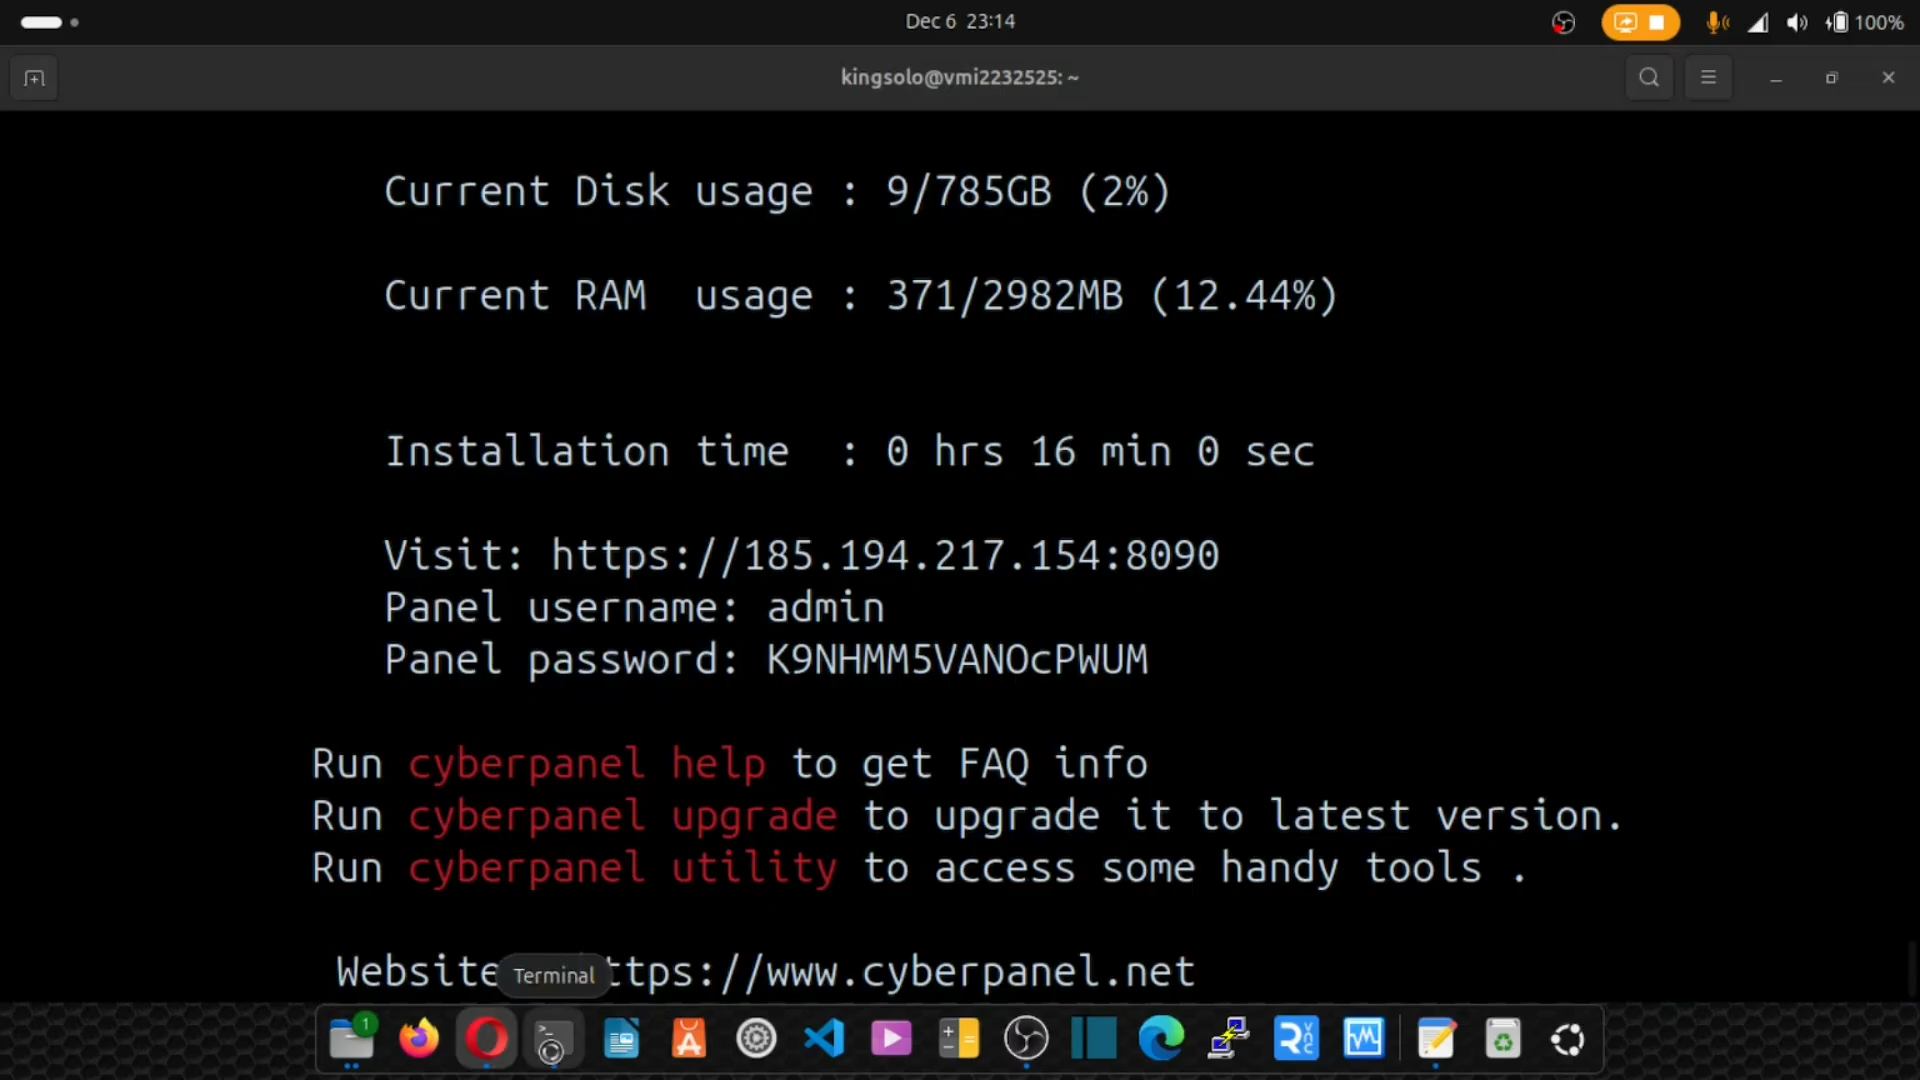 Dec 6 23:14
100%
kingsolo@vmi2232525: ~
Current Disk usage : 9/785GB (2%)
Current RAM  usage : 371/2982MB (12.44%)
Installation time  : 0 hrs 16 min 0 sec
Visit: https://185.194.217.154:8090
Panel username: admin
Panel password: K9NHMM5VANOcPWUM
Run cyberpanel help to get FAQ info
Run cyberpanel upgrade to upgrade it to latest version.
Run cyberpanel utility to access some handy tools .
Website ttps://www.cyberpanel.net
Terminal
1